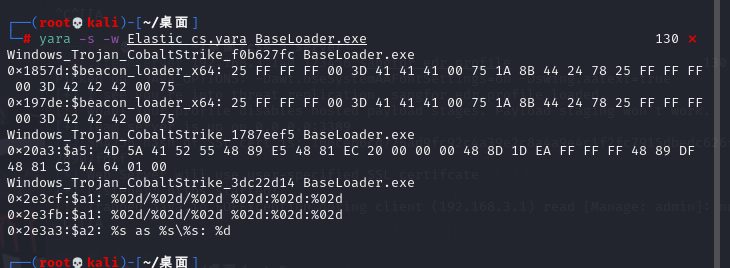 ┌──(root💀kali)-[~/桌面]
└─# yara -s -w Elastic_cs.yara BaseLoader.exe 130 ⨯
Windows_Trojan_CobaltStrike_f0b627fc BaseLoader.exe
0×1857d:$beacon_loader_x64: 25 FF FF FF 00 3D 41 41 41 00 75 1A 8B 44 24 78 25 FF FF FF
00 3D 42 42 42 00 75
0×197de:$beacon_loader_x64: 25 FF FF FF 00 3D 41 41 41 00 75 1A 8B 44 24 78 25 FF FF FF
00 3D 42 42 42 00 75
Windows_Trojan_CobaltStrike_1787eef5 BaseLoader.exe
0×20a3:$a5: 4D 5A 41 52 55 48 89 E5 48 81 EC 20 00 00 00 48 8D 1D EA FF FF FF 48 89 DF
48 81 C3 44 64 01 00
Windows_Trojan_CobaltStrike_3dc22d14 BaseLoader.exe
0×2e3cf:$a1: %02d/%02d/%02d %02d:%02d:%02d
0×2e3fb:$a1: %02d/%02d/%02d %02d:%02d:%02d
0×2e3a3:$a2: %s as %s\%s: %d
┌──(root💀kali)-[~/桌面]